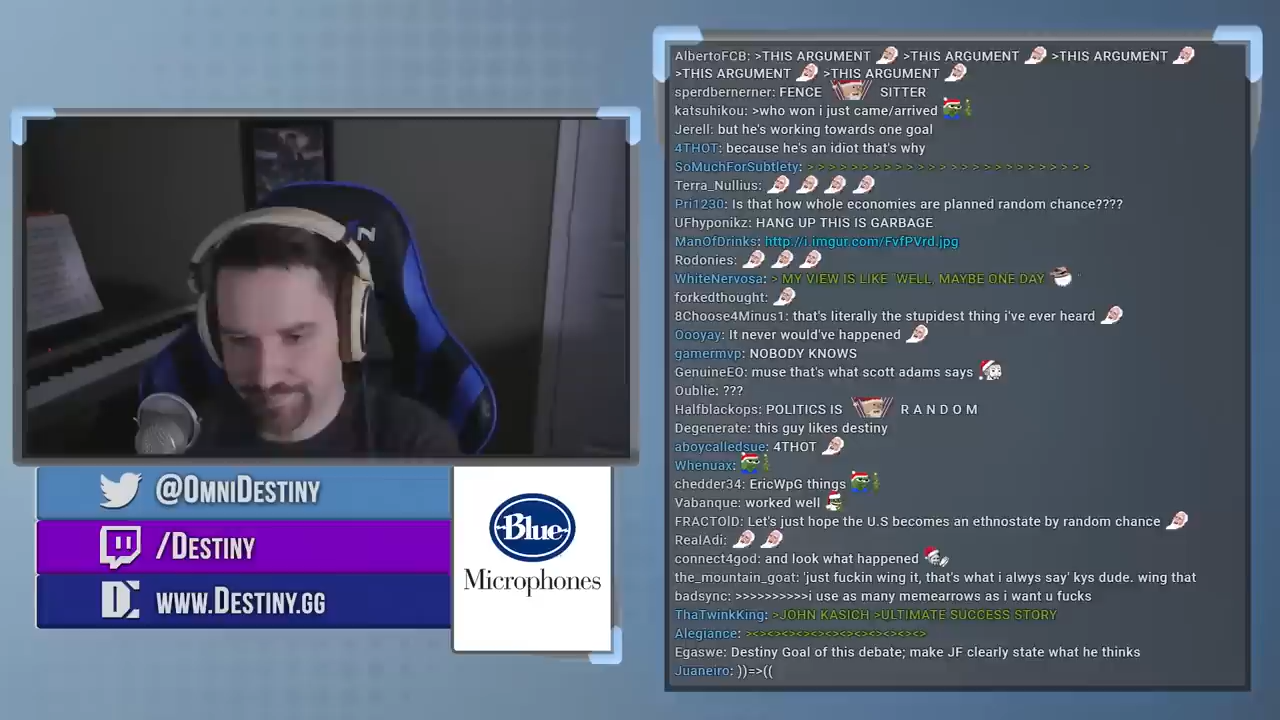 AlbertoFCB: >THIS ARGUMENT >THIS ARGUMENT >THIS ARGUMENT
>THIS ARGUMENT >THIS ARGUMENT
sperdbernerner: FENCE SITTER
katsuhikou: >who won i just came/arrived
Jerell: but he's working towards one goal
4THOT: because he's an idiot that's why
SoMuchForSubtlety: > > > > > > > > > > > > > > > > > > > > > > > > >
Terra_Nullius:
Pri1230: Is that how whole economies are planned random chance????
UFhyponikz: HANG UP THIS IS GARBAGE
ManOfDrinks: http://i.imgur.com/FvfPVrd.jpg
Rodonies:
WhiteNervosa: > MY VIEW IS LIKE "WELL, MAYBE ONE DAY "
forkedthought:
8Choose4Minus1: that's literally the stupidest thing i've ever heard
Oooyay: It never would've happened
gamermvp: NOBODY KNOWS
GenuineEO: muse that's what scott adams says
Oublie: ???
Halfblackops: POLITICS IS R A N D O M
Degenerate: this guy likes destiny
aboycalledsue: 4THOT
Whenuax:
chedder34: EricWpG things
Vabanque: worked well
FRACTOID: Let's just hope the U.S becomes an ethnostate by random chance
RealAdi:
connect4god: and look what happened
the_mountain_goat: 'just fuckin wing it, that's what i alwys say' kys dude. wing that
badsync: >>>>>>>>>>i use as many memearrows as i want u fucks
ThaTwinkKing: >JOHN KASICH >ULTIMATE SUCCESS STORY
Alegiance: ><><><><><><><><><><><><>
Egaswe: Destiny Goal of this debate; make JF clearly state what he thinks
Juaneiro: ))=>((
N
@OmniDestiny
/Destiny
www.Destiny.gg
Blue
Microphones